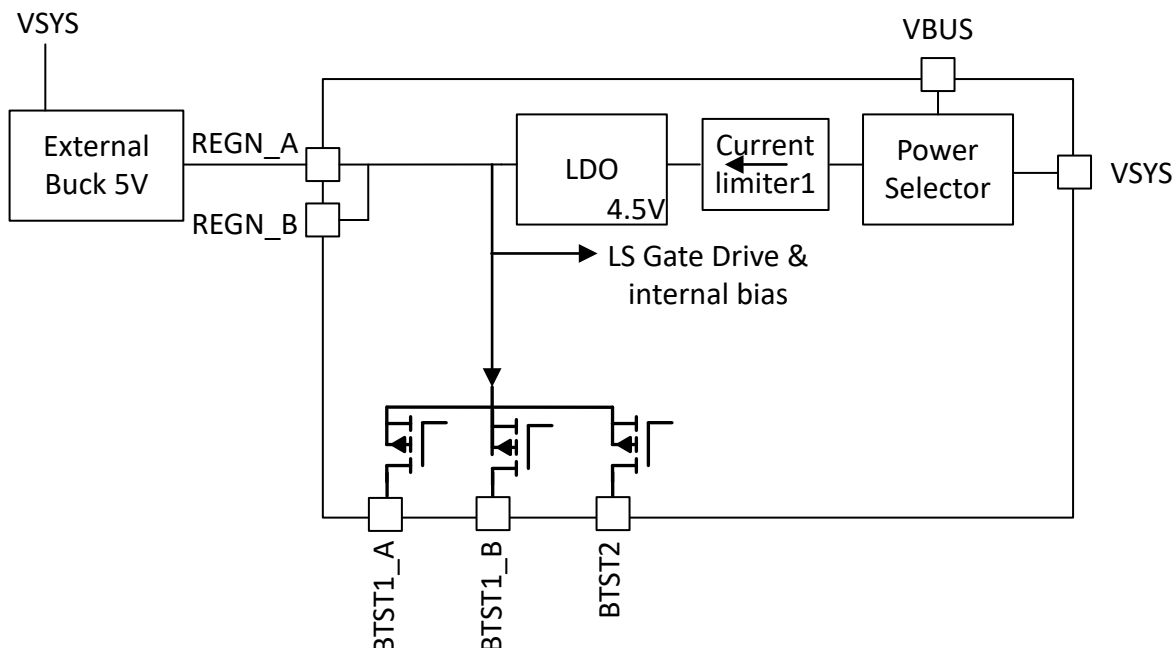 VSYS
VBUS
External
Buck 5V
REGN_A
REGN_B
LDO
4.5V
Current
limiter1
Power
Selector
VSYS
LS Gate Drive &
internal bias
BTST1_A
BTST1_B
BTST2